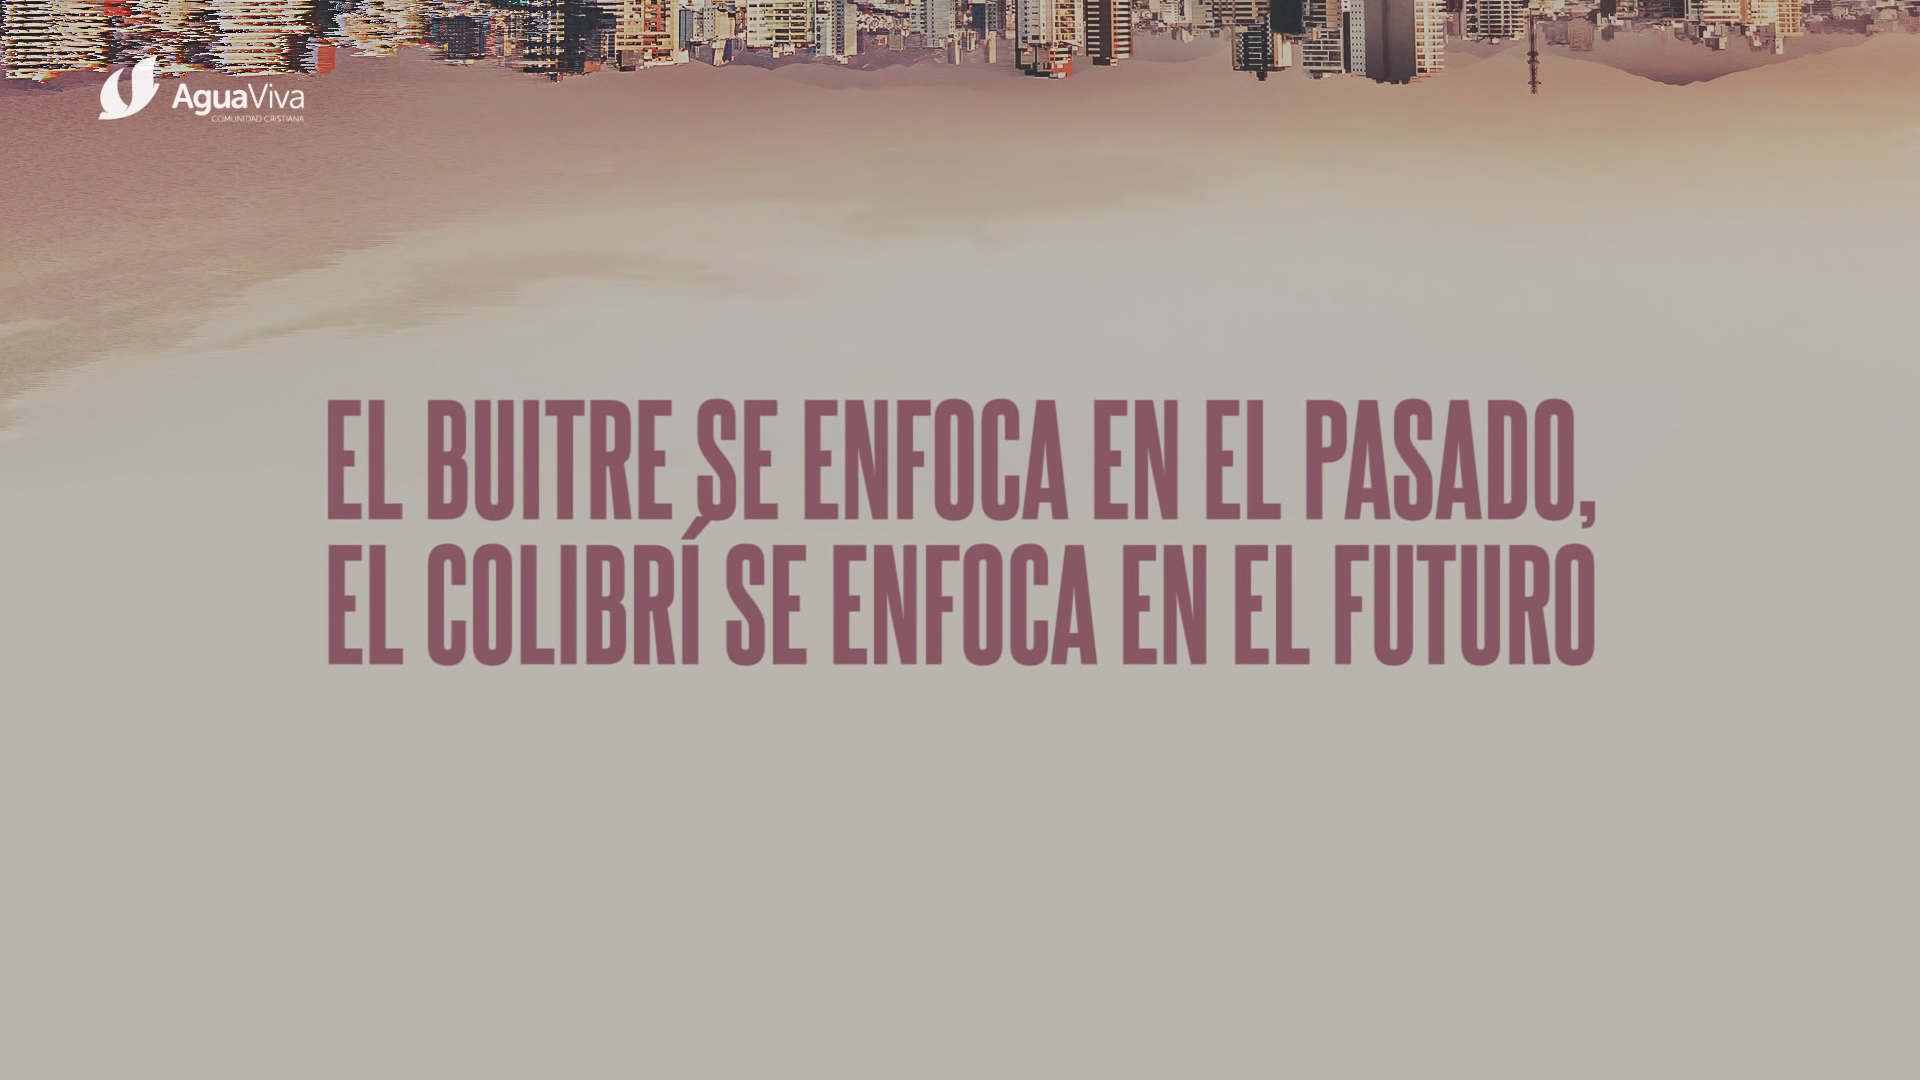 AguaViva
COMUNIDAD CRISTIANA
EL BUITRE SE ENFOCA EN EL PASADO,
EL COLIBRÍ SE ENFOCA EN EL FUTURO